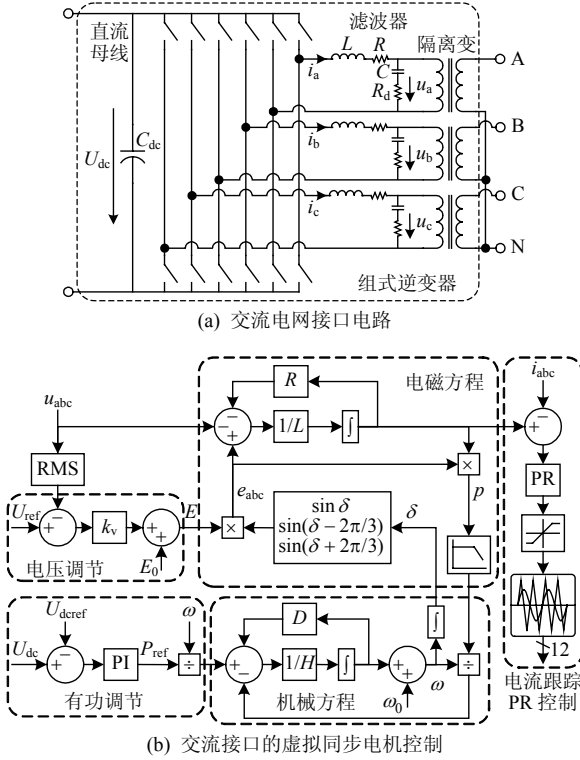 直流
母线
滤波器
隔离变
L
R
C
R_d
i_a
u_a
A
i_b
u_b
B
i_c
u_c
C
N
U_dc
C_dc
组式逆变器
(a) 交流电网接口电路
R
电磁方程
i_abc
u_abc
− − +
1/L
∫
+ −
RMS
×
PR
e_abc
p
U_ref
+ −
k_v
+ +
E
×
sin δ
sin(δ − 2π/3)
sin(δ + 2π/3)
δ
E_0
电压调节
12
U_dcref
ω
D
∫
U_dc
+ −
PI
P_ref
÷
− + −
1/H
∫
+ +
ω
÷
ω_0
有功调节
机械方程
电流跟踪
PR 控制
(b) 交流接口的虚拟同步电机控制